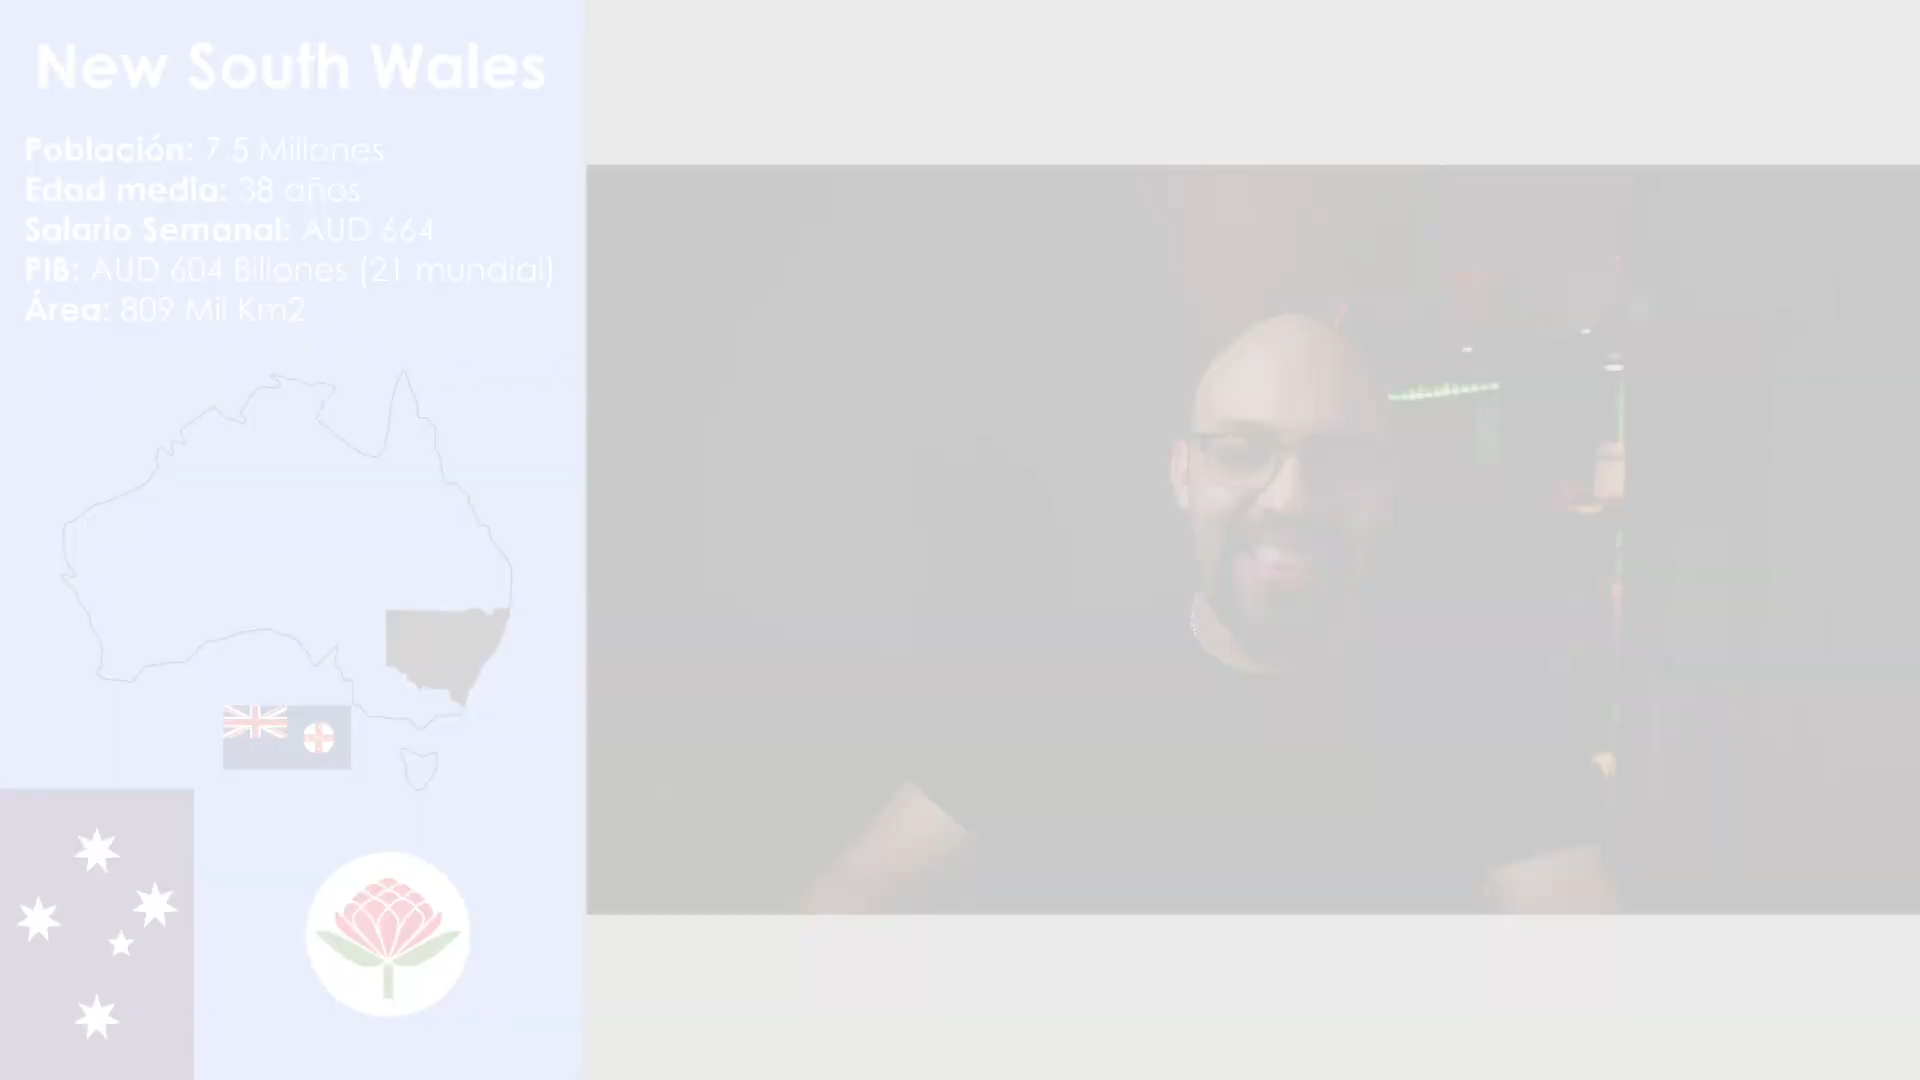 New South Wales
Población: 7.5 Millones
Edad media: 38 años
Salario Semanal: AUD 664
PIB: AUD 604 Billones (21 mundial)
Área: 809 Mil Km2